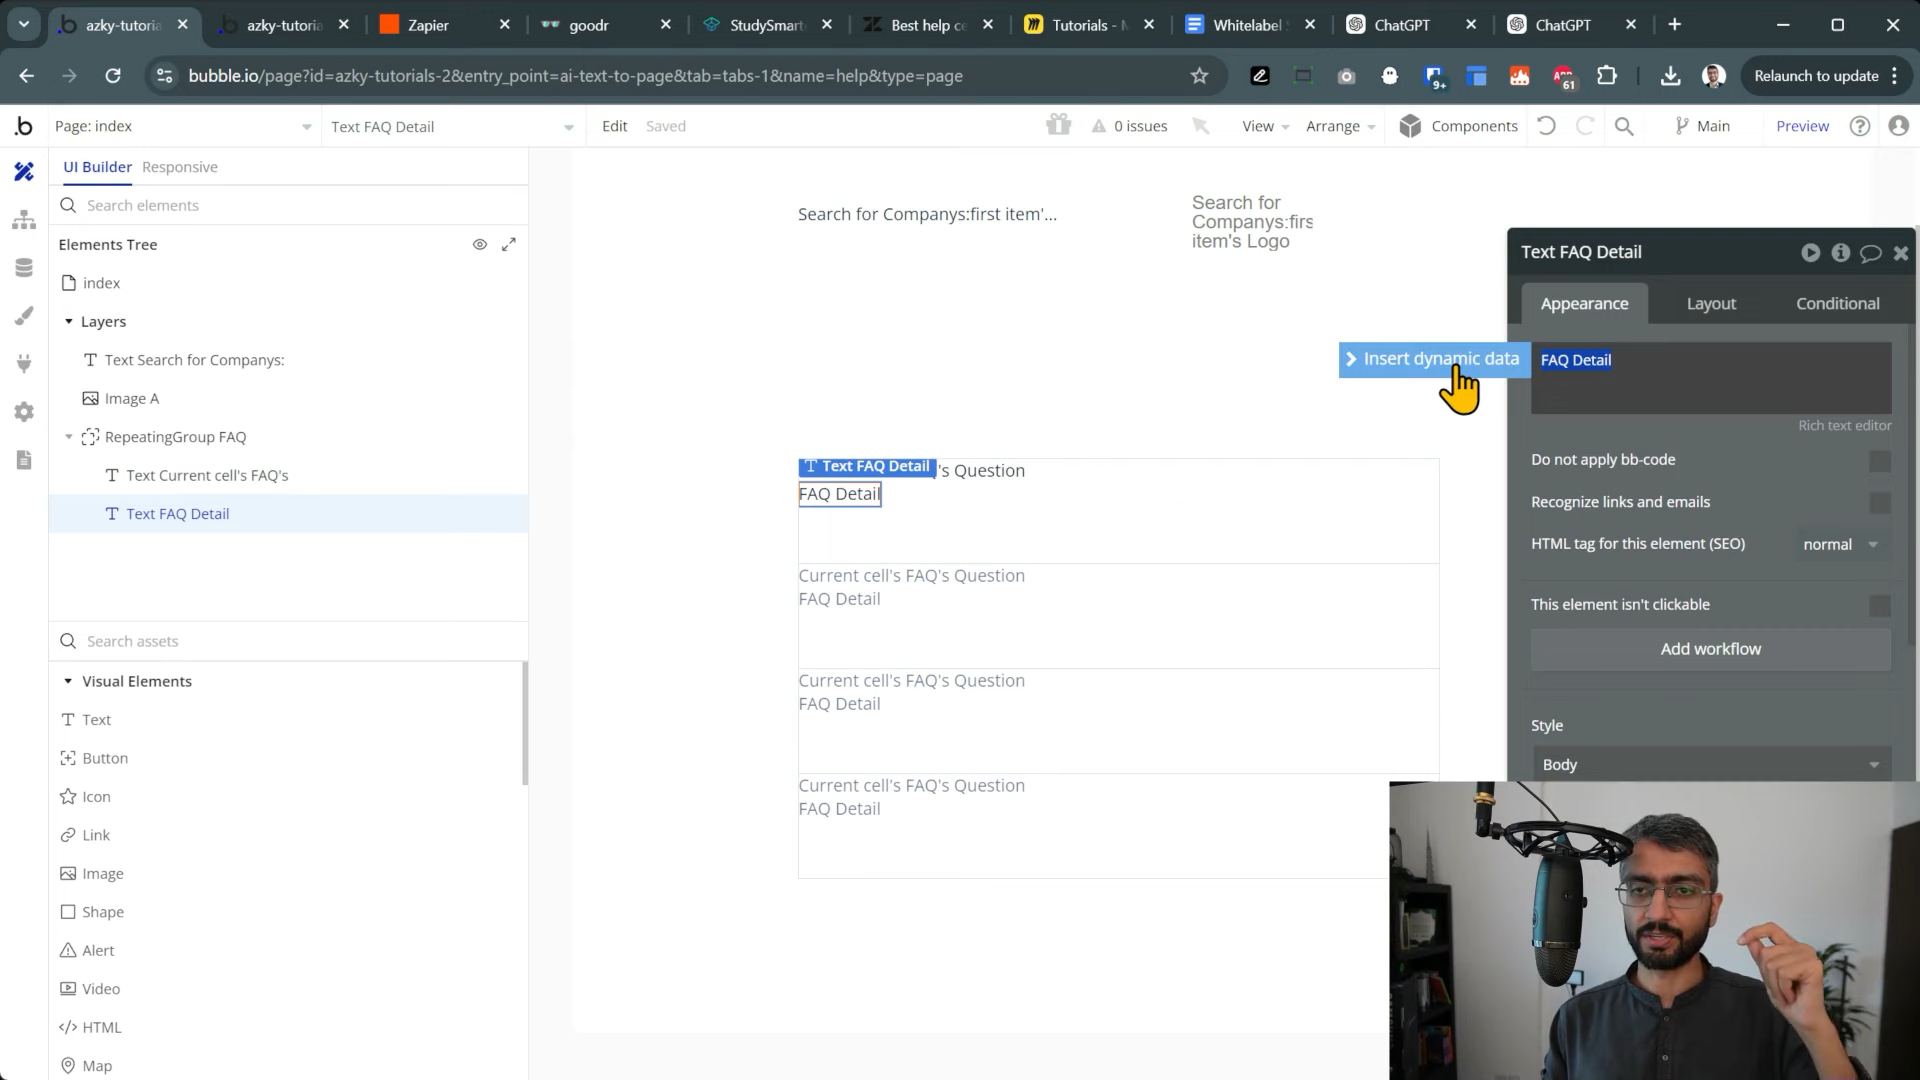 azky-tutoria
azky-tutoria
Zapier
goodr
StudySmart
Best help ce
Tutorials - M
Whitelabel
ChatGPT
ChatGPT
bubble.io/page?id=azky-tutorials-2&entry_point=ai-text-to-page&tab=tabs-1&name=help&type=page
9+
61
Relaunch to update
Page: index
Text FAQ Detail
Edit
Saved
0 issues
View
Arrange
Components
Main
Preview
UI Builder
Responsive
Search elements
Elements Tree
index
Layers
Text Search for Companys:
Image A
RepeatingGroup FAQ
Text Current cell's FAQ's
Text FAQ Detail
Search assets
Visual Elements
Text
Button
Icon
Link
Image
Shape
Alert
Video
HTML
Map
Search for Companys:first item'...
Search for
Companys:firs
item's Logo
Text FAQ Detail
's Question
FAQ Detail
Current cell's FAQ's Question
FAQ Detail
Current cell's FAQ's Question
FAQ Detail
Current cell's FAQ's Question
FAQ Detail
Insert dynamic data
Text FAQ Detail
Appearance
Layout
Conditional
FAQ Detail
Rich text editor
Do not apply bb-code
Recognize links and emails
HTML tag for this element (SEO)
normal
This element isn't clickable
Add workflow
Style
Body